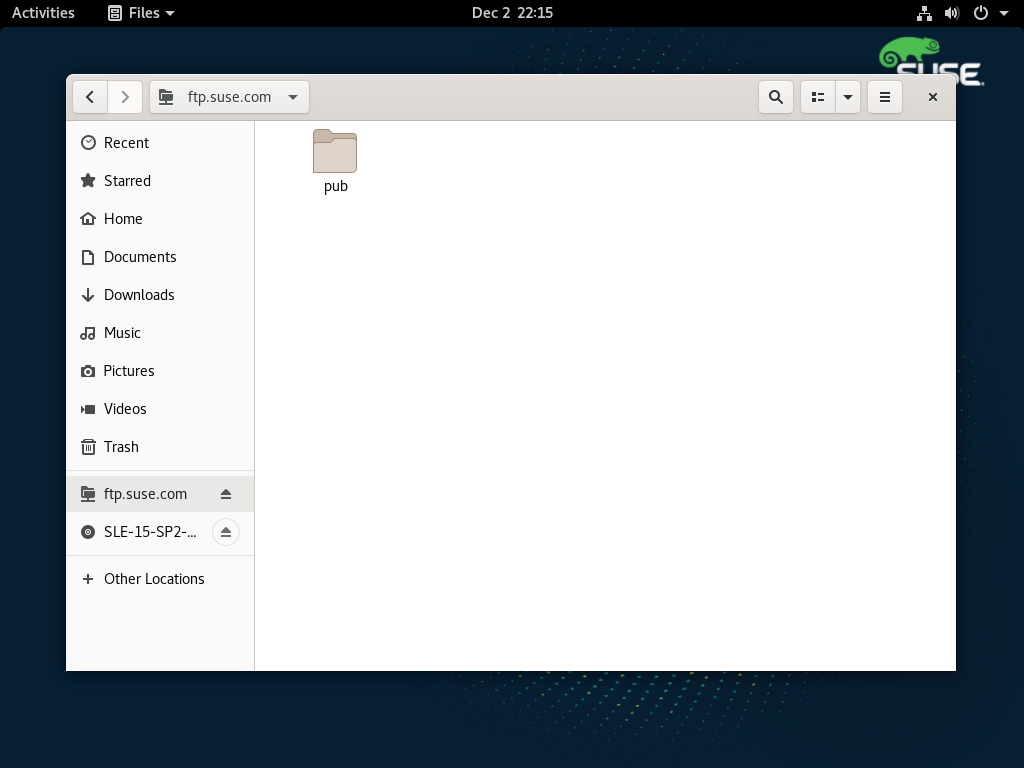 Activities Files Dec 2 22:15
SUSE
ftp.suse.com
Recent
pub
Starred
Home
Documents
Downloads
Music
Pictures
Videos
Trash
ftp.suse.com
SLE-15-SP2-...
Other Locations